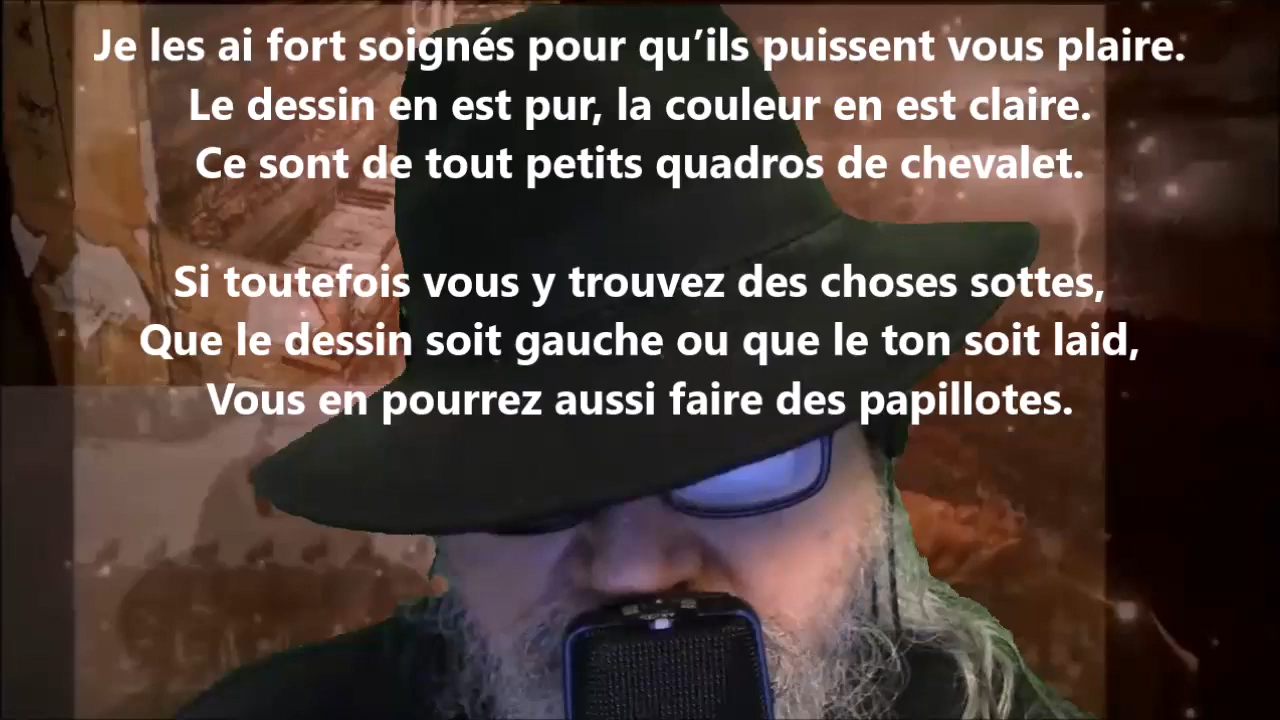 Je les ai fort soignés pour qu’ils puissent vous plaire.
Le dessin en est pur, la couleur en est claire.
Ce sont de tout petits quadros de chevalet.
Si toutefois vous y trouvez des choses sottes,
Que le dessin soit gauche ou que le ton soit laid,
Vous en pourrez aussi faire des papillotes.